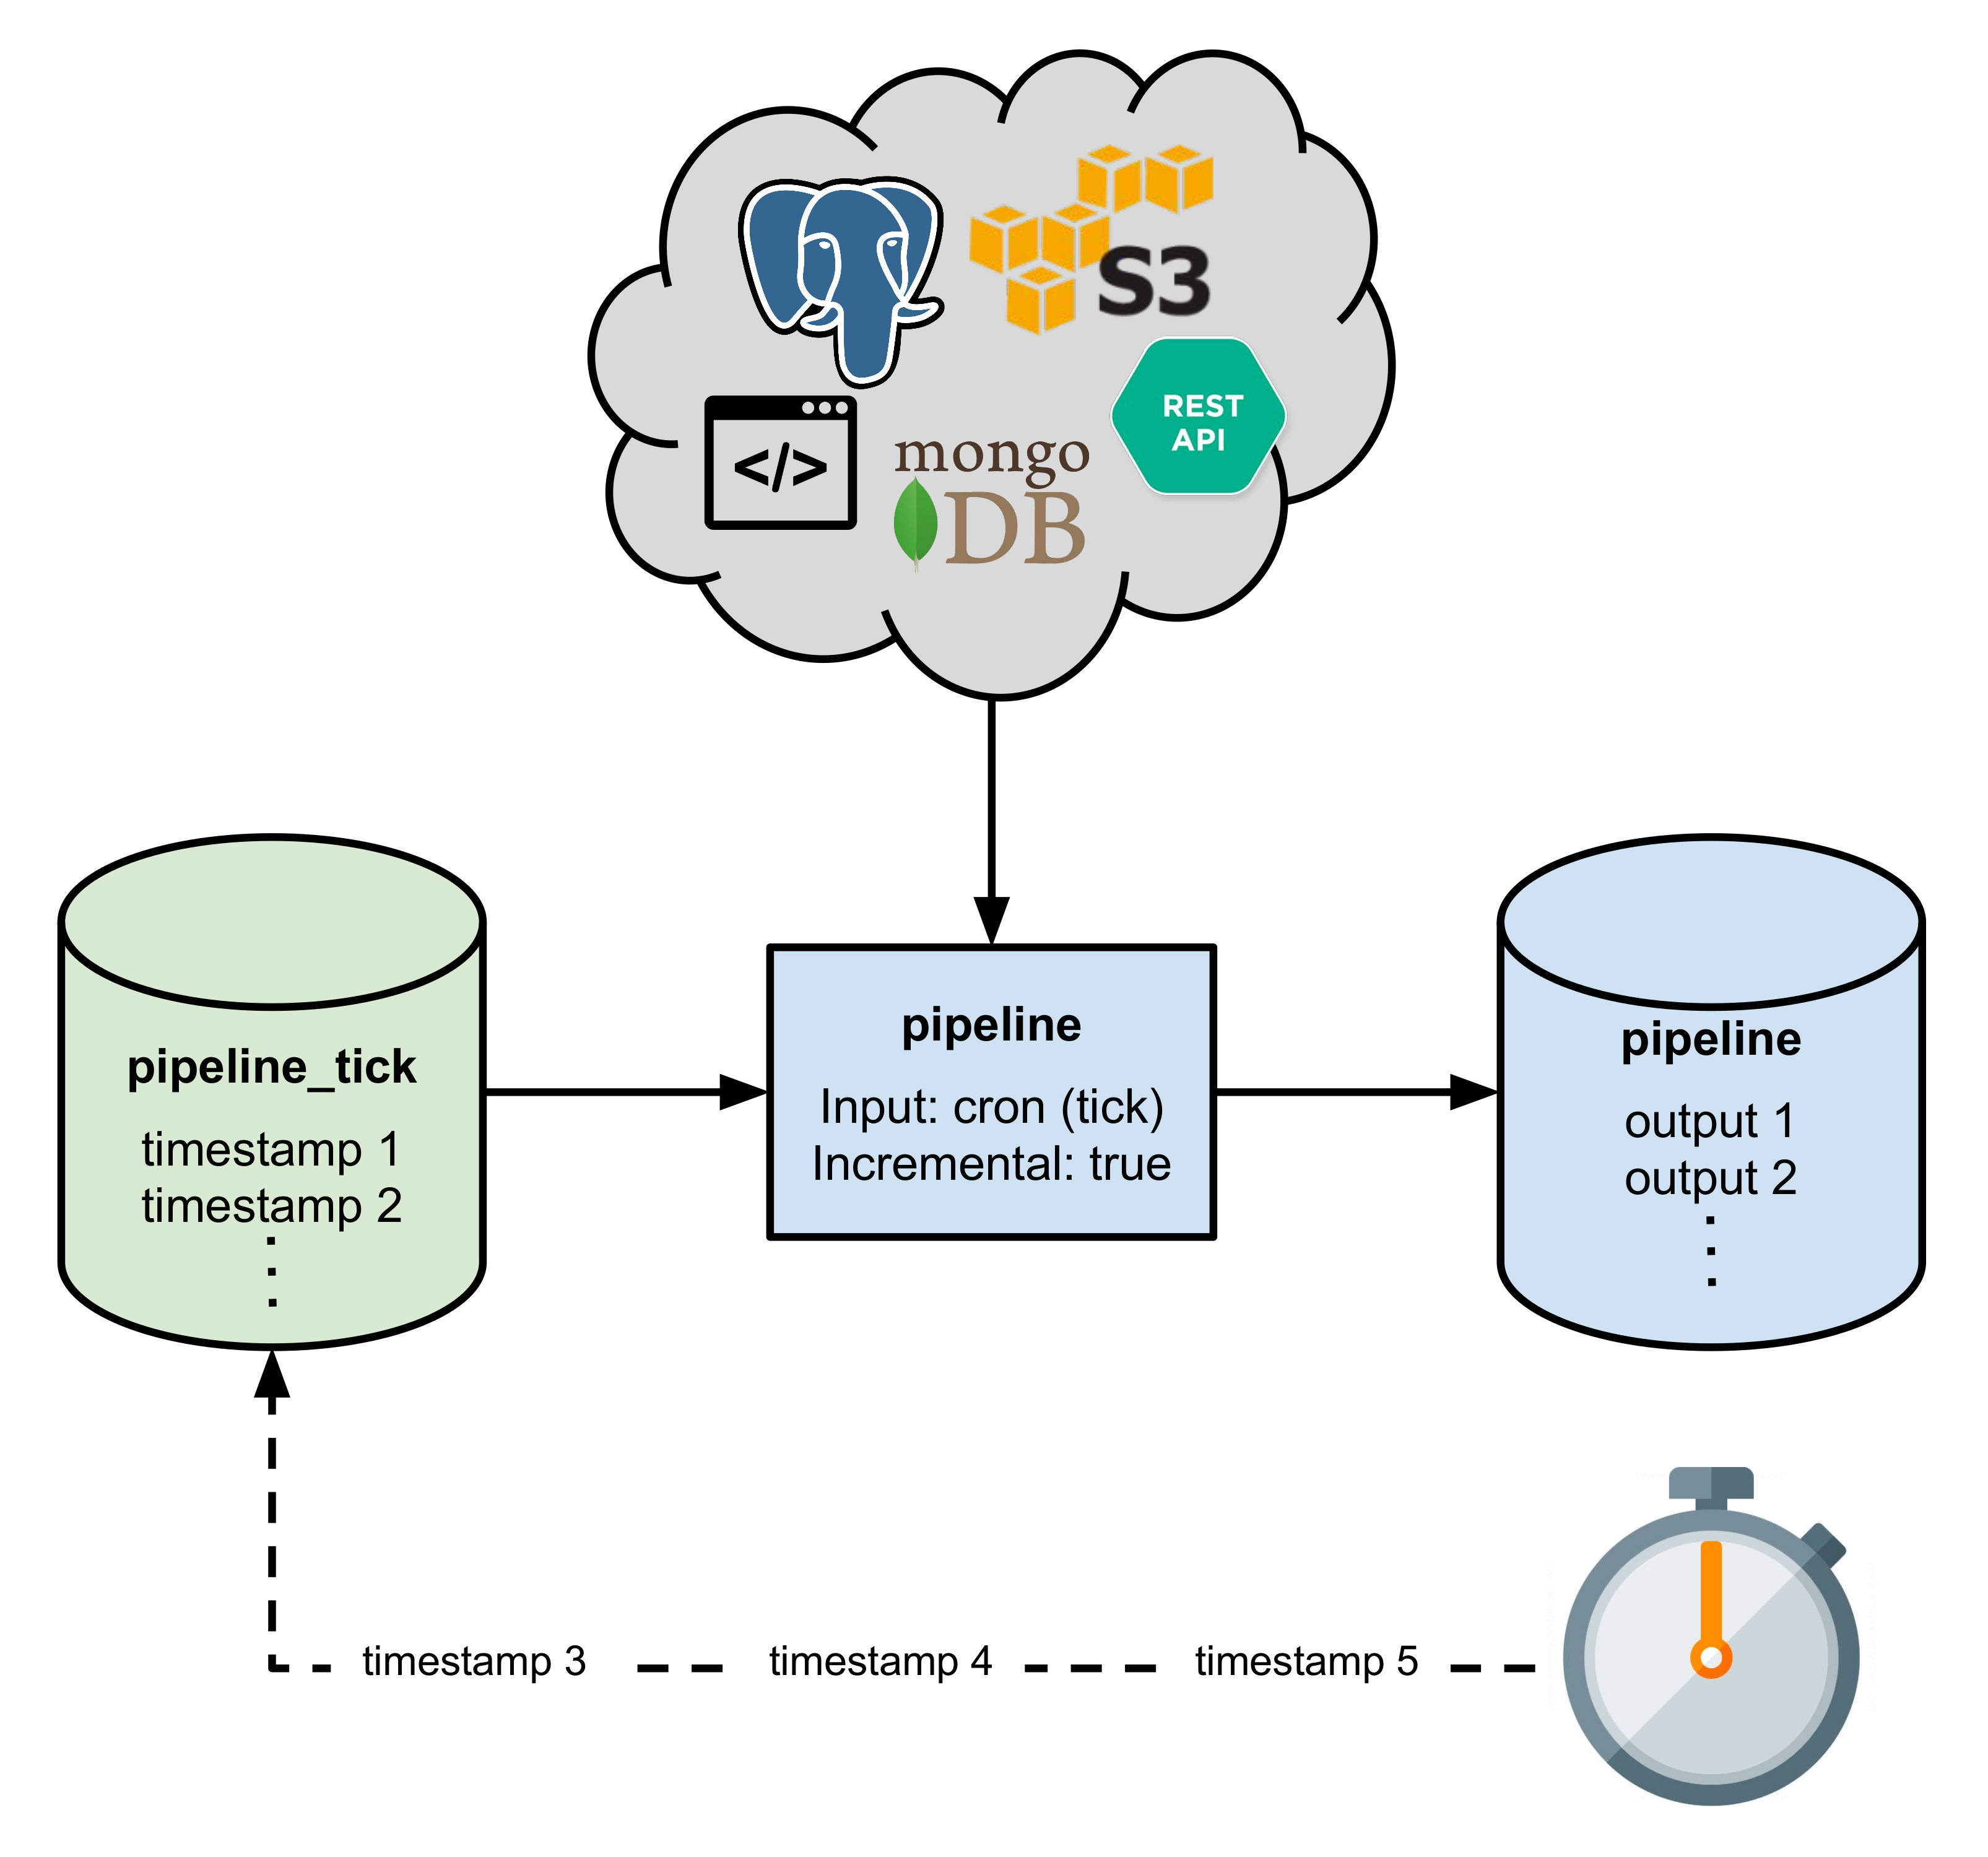 S3
REST
API
</>
mongo
DB
pipeline_tick
timestamp 1
timestamp 2
pipeline
Input: cron (tick)
Incremental: true
pipeline
output 1
output 2
timestamp 3
timestamp 4
timestamp 5